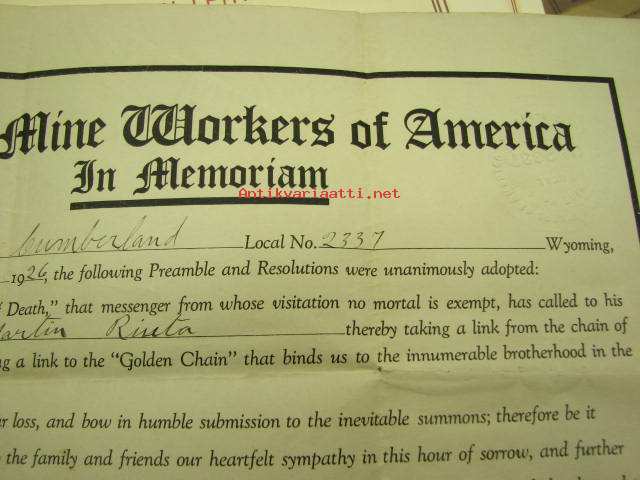 Mine Workers of America
In Memoriam
Aptikvariaatti.net
Cumberland Local No. 2337 Wyoming,
1926, the following Preamble and Resolutions were unanimously adopted:
Death," that messenger from whose visitation no mortal is exempt, has called to his
Martin thereby taking a link from the chain of
a link to the "Golden Chain" that binds us to the innumerable brotherhood in the
loss, and bow in humble submission to the inevitable summons; therefore be it
the family and friends our heartfelt sympathy in this hour of sorrow, and further